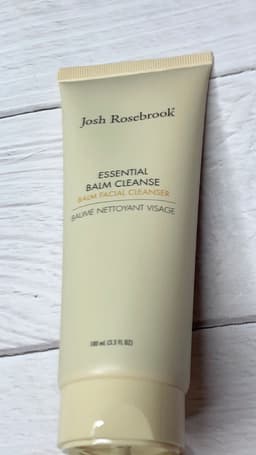 Josh Rosebrook
ESSENTIAL
BALM CLEANSE
BALM FACIAL CLEANSER
BAUME NETTOYANT VISAGE
100 mL (3.3 FL OZ)